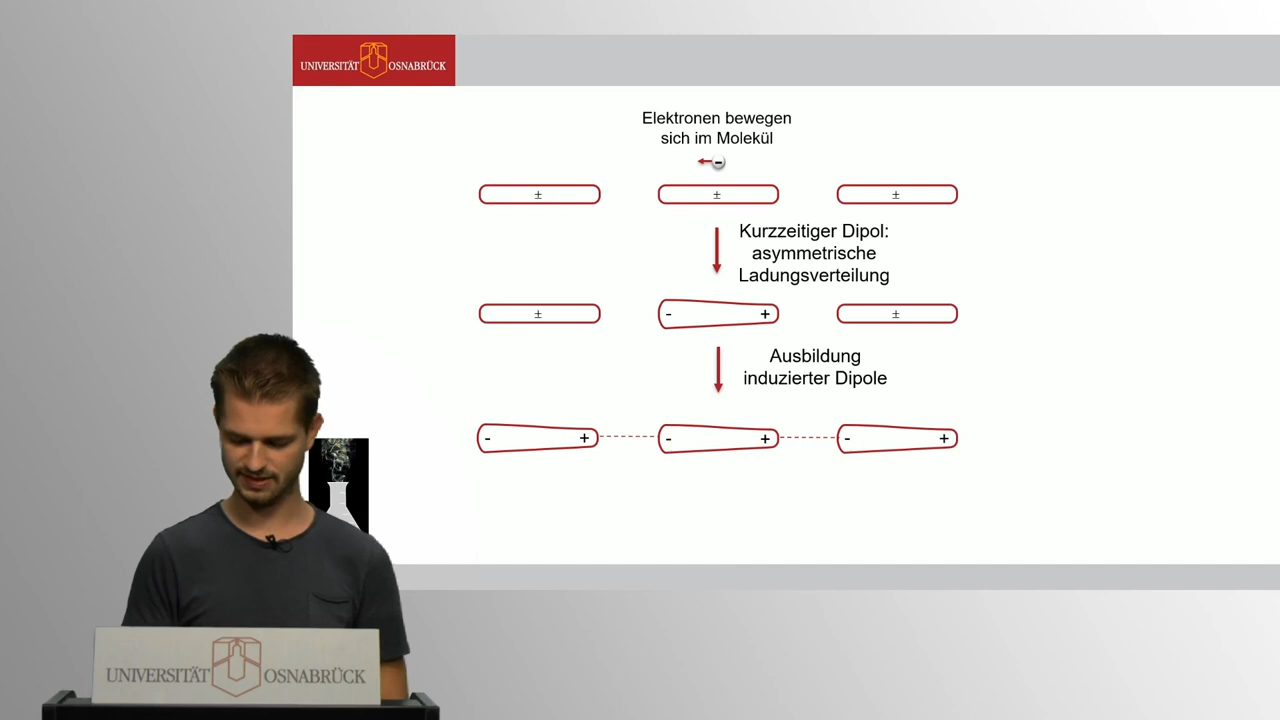 UNIVERSITÄT OSNABRÜCK
Elektronen bewegen
sich im Molekül
-
± ± ±
Kurzzeitiger Dipol:
asymmetrische
Ladungsverteilung
± - + ±
Ausbildung
induzierter Dipole
- + - + - +
UNIVERSITÄT OSNABRÜCK